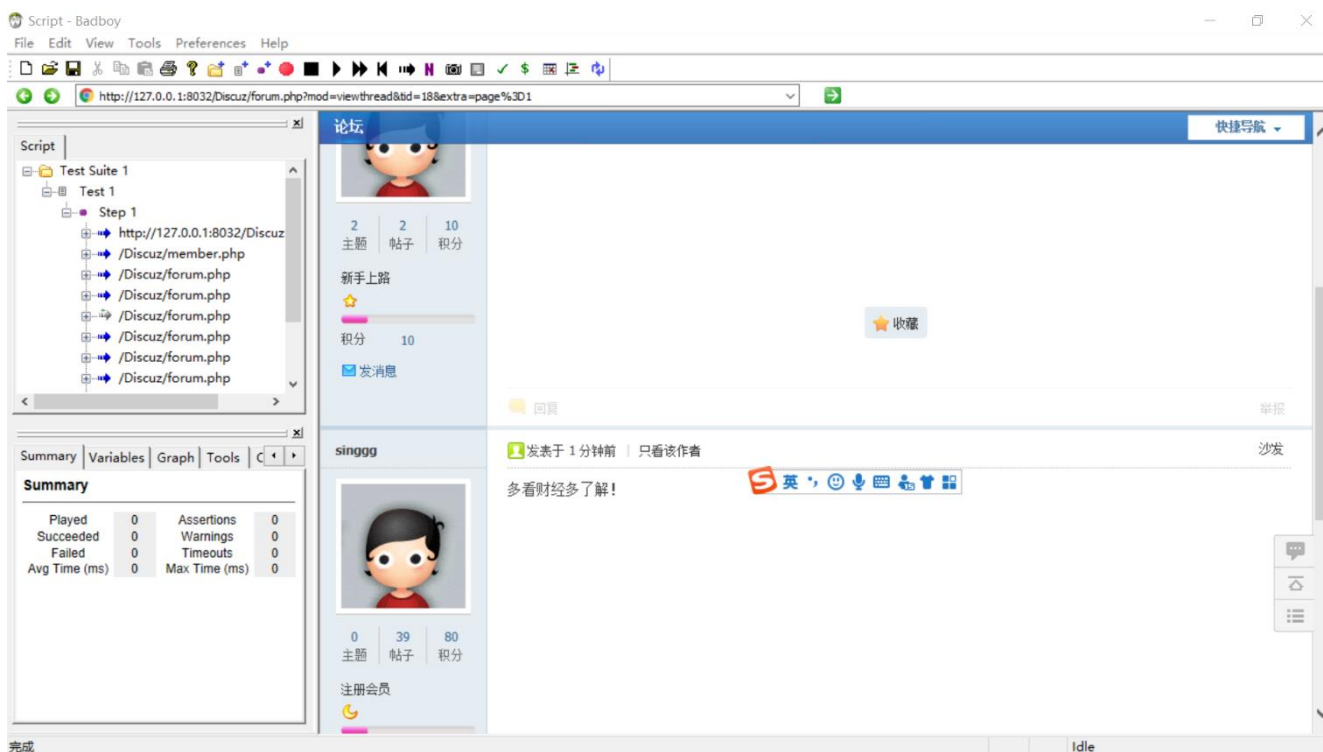 Script - Badboy
File Edit View Tools Preferences Help
http://127.0.0.1:8032/Discuz/forum.php?mod=viewthread&tid=18&extra=page%3D1
Script
Test Suite 1
Test 1
Step 1
http://127.0.0.1:8032/Discuz
/Discuz/member.php
/Discuz/forum.php
/Discuz/forum.php
/Discuz/forum.php
/Discuz/forum.php
/Discuz/forum.php
/Discuz/forum.php
Summary Variables Graph Tools C
Summary
Played 0 Assertions 0
Succeeded 0 Warnings 0
Failed 0 Timeouts 0
Avg Time (ms) 0 Max Time (ms) 0
论坛 快捷导航
2 2 10
主题 帖子 积分
新手上路
积分 10
发消息
收藏
回复 举报
singgg 发表于 1 分钟前 | 只看该作者 沙发
多看财经多了解!
英
0 39 80
主题 帖子 积分
注册会员
完成 Idle